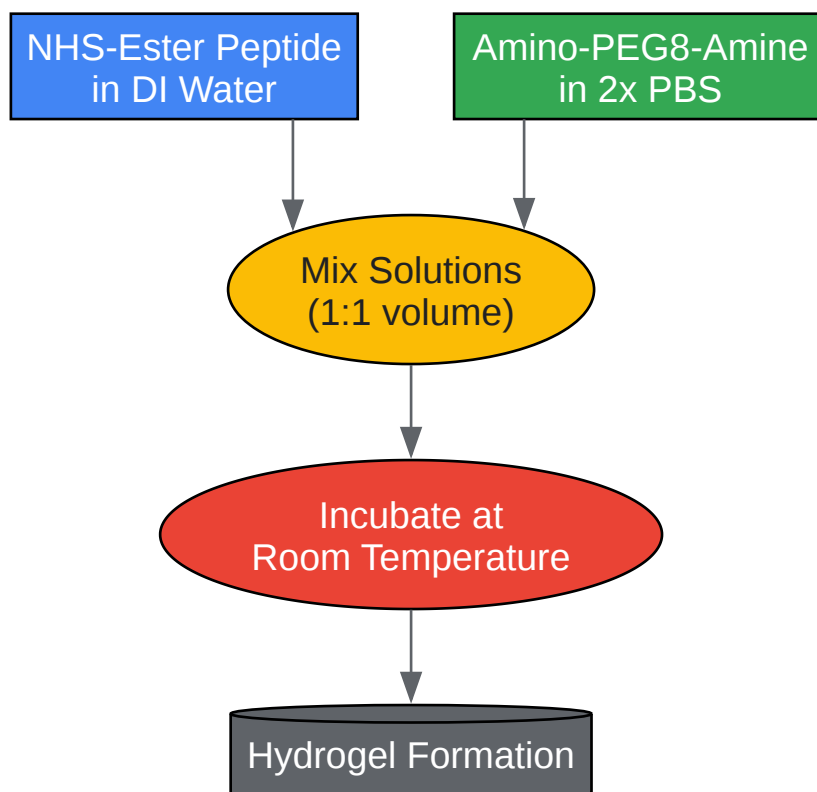 NHS-Ester Peptide
in DI Water
Amino-PEG8-Amine
in 2x PBS
Mix Solutions
(1:1 volume)
Incubate at
Room Temperature
Hydrogel Formation